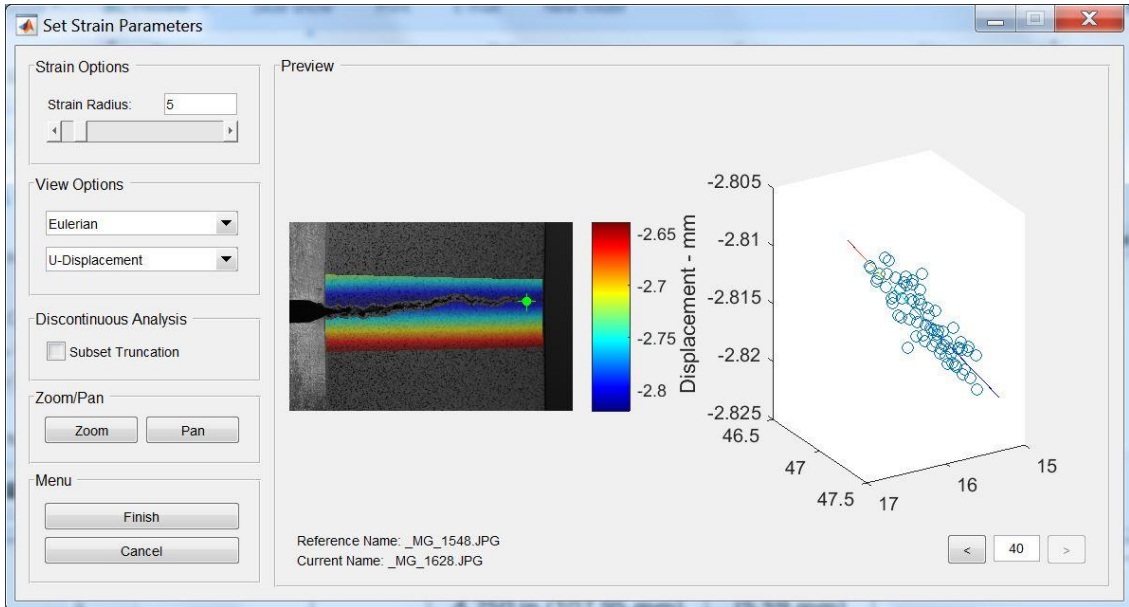 Set Strain Parameters
Strain Options
Strain Radius: 5
View Options
Eulerian
U-Displacement
Discontinuous Analysis
Subset Truncation
Zoom/Pan
Zoom Pan
Menu
Finish
Cancel
Preview
-2.65
-2.7
-2.75
-2.8
Displacement - mm
-2.805
-2.81
-2.815
-2.82
-2.825
46.5
47
47.5
17
16
15
Reference Name: _MG_1548.JPG
Current Name: _MG_1628.JPG
< 40 >